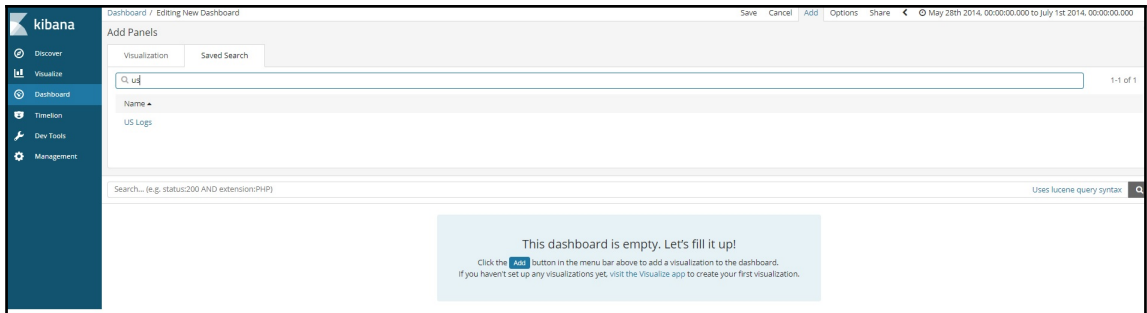 kibana
Discover
Visualize
Dashboard
Timelion
Dev Tools
Management
Dashboard / Editing New Dashboard
Save Cancel Add Options Share May 28th 2014, 00:00:00.000 to July 1st 2014, 00:00:00.000
Add Panels
Visualization Saved Search
us
1-1 of 1
Name
US Logs
Search... (e.g. status:200 AND extension:PHP) Uses lucene query syntax
This dashboard is empty. Let's fill it up!
Click the Add button in the menu bar above to add a visualization to the dashboard.
If you haven't set up any visualizations yet, visit the Visualize app to create your first visualization.